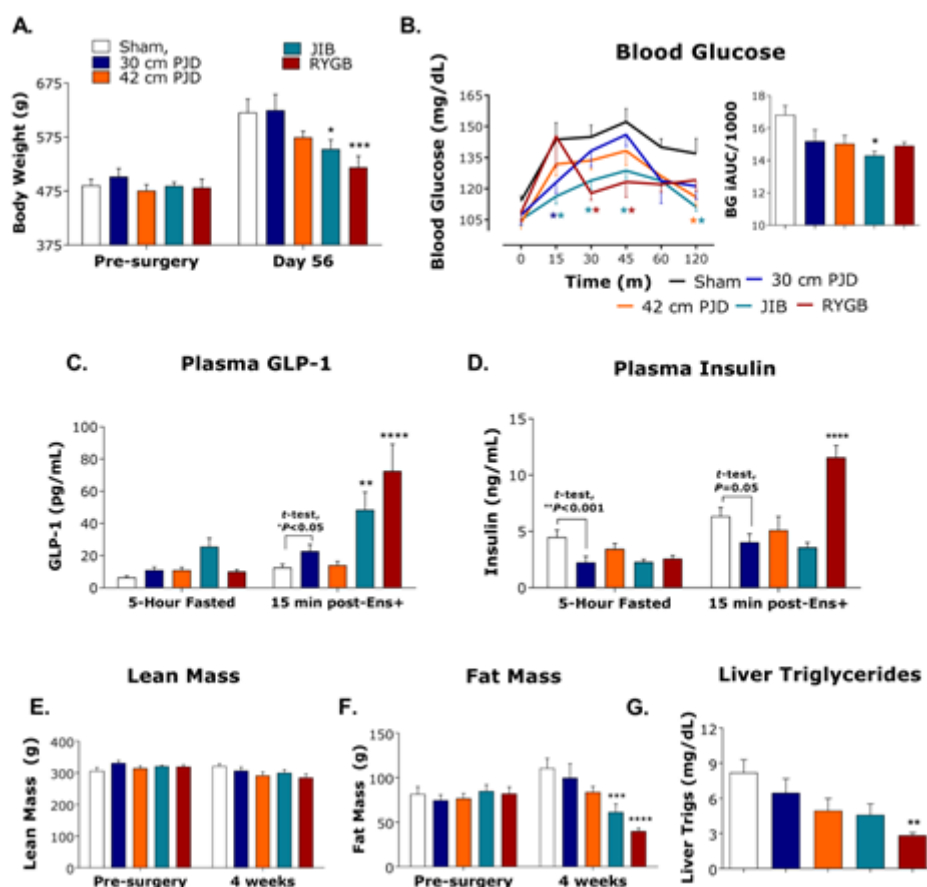 A.
Sham,
30 cm PJD
42 cm PJD
JIB
RYGB
Body Weight (g)
675
575
475
375
*
***
Pre-surgery
Day 56
B.
Blood Glucose
Blood Glucose (mg/dL)
165
150
135
120
105
**
**
**
**
0
15
30
45
60
120
Time (m)
Sham
30 cm PJD
42 cm PJD
JIB
RYGB
BG iAUC/1000
18
16
14
12
10
*
C.
Plasma GLP-1
GLP-1 (pg/mL)
100
80
60
40
20
0
t-test,
*P<0.05
**
****
5-Hour Fasted
15 min post-Ens+
D.
Plasma Insulin
Insulin (ng/mL)
15
10
5
0
t-test,
**P<0.001
t-test,
P=0.05
****
5-Hour Fasted
15 min post-Ens+
Lean Mass
E.
Lean Mass (g)
400
300
200
100
0
Pre-surgery
4 weeks
Fat Mass
F.
Fat Mass (g)
150
100
50
0
***
****
Pre-surgery
4 weeks
Liver Triglycerides
G.
Liver Trigs (mg/dL)
12
9
6
3
0
**